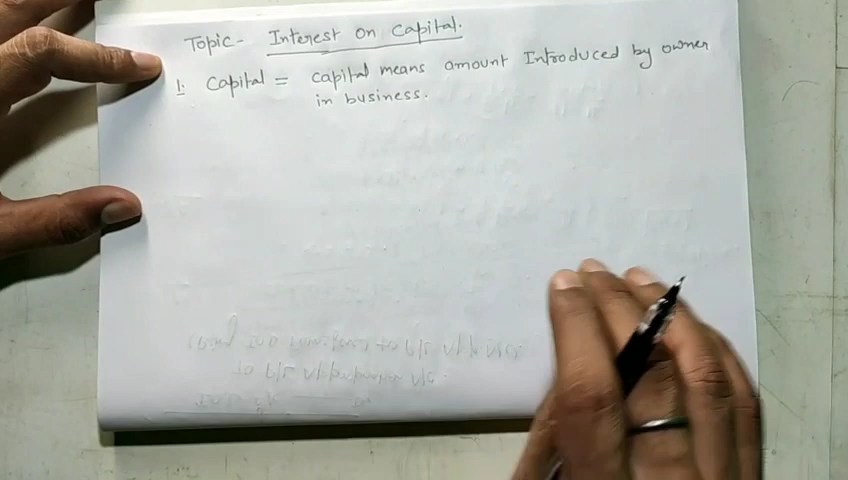 Topic - Interest on Capital.
1. Capital = capital means amount Introduced by owner
in business.